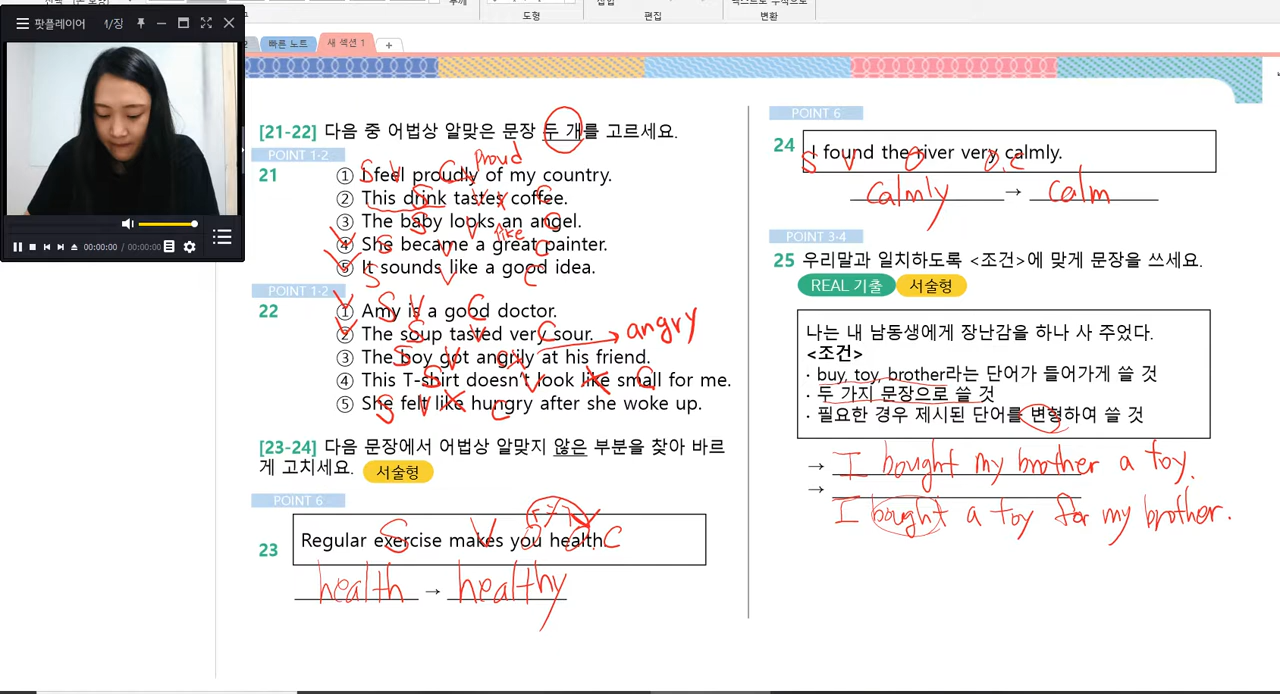 팟플레이어 1/장
도형
편집
변환
빠른 노트
새 섹션 1
00:00:00 / 00:00:00
[21-22] 다음 중 어법상 알맞은 문장 두 개를 고르세요.
POINT 1·2
21
Proud
S V C
① I feel proudly of my country.
S V C
② This drink tastes coffee.
S V C
③ The baby looks an angel.
like
S V C
④ She became a great painter.
S V C
⑤ It sounds like a good idea.
POINT 1·2
22
S V C
① Amy is a good doctor.
S V C
② The soup tasted very sour.
angry
S V
③ The boy got angrily at his friend.
S V C
④ This T-shirt doesn't look like small for me.
S V C
⑤ She felt like hungry after she woke up.
[23-24] 다음 문장에서 어법상 알맞지 않은 부분을 찾아 바르
게 고치세요. 서술형
POINT 6
23
S V O O.C
Regular exercise makes you health.
health → healthy
POINT 6
24 I found the river very calmly.
S V O O.C
calmly → calm
POINT 3·4
25 우리말과 일치하도록 <조건>에 맞게 문장을 쓰세요.
REAL 기출 서술형
나는 내 남동생에게 장난감을 하나 사 주었다.
<조건>
· buy, toy, brother라는 단어가 들어가게 쓸 것
· 두 가지 문장으로 쓸 것
· 필요한 경우 제시된 단어를 변형하여 쓸 것
→ I bought my brother a toy.
→ I bought a toy for my brother.